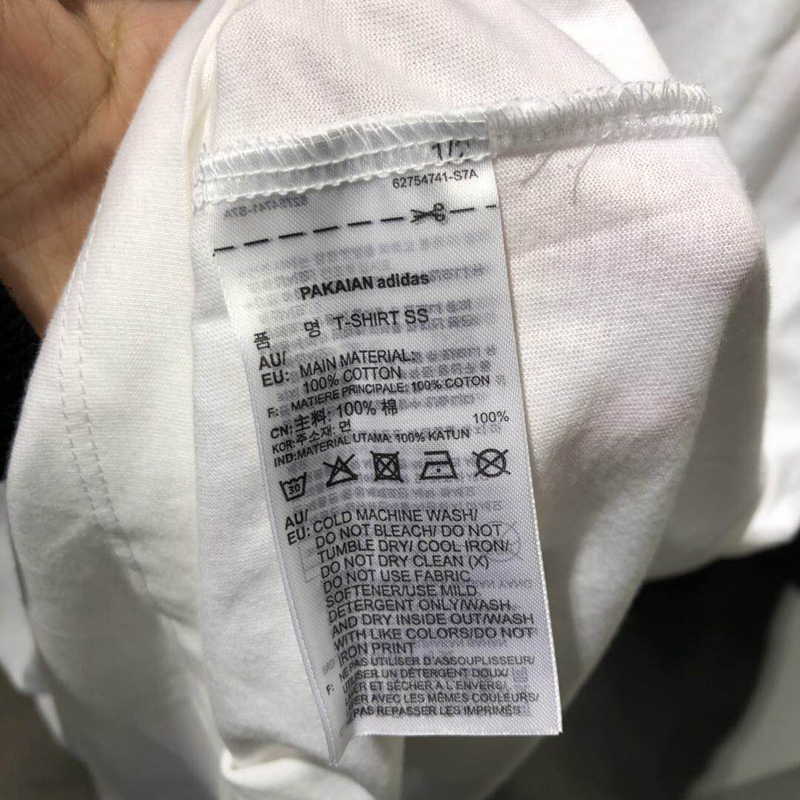 62754741-S7A
PAKAIAN adidas
품 명 T-SHIRT SS
AU/
EU: MAIN MATERIAL:
100% COTTON
F: MATIERE PRINCIPALE: 100% COTON
CN: 主料: 100% 棉
KOR: 주소재: 면 100%
IND: MATERIAL UTAMA: 100% KATUN
30
AU/
EU: COLD MACHINE WASH/
DO NOT BLEACH/ DO NOT
TUMBLE DRY/ COOL IRON/
DO NOT DRY CLEAN (X)
DO NOT USE FABRIC
SOFTENER/USE MILD
DETERGENT ONLY/WASH
AND DRY INSIDE OUT/WASH
WITH LIKE COLORS/DO NOT
IRON PRINT
F: NE PAS UTILISER D'ASSOUPLISSEUR/
UTILISER UN DÉTERGENT DOUX/
ER ET SÉCHER A L'ENVERS/
ER AVEC LES MÊMES COULEURS/
PAS REPASSER LES IMPRIMÉS